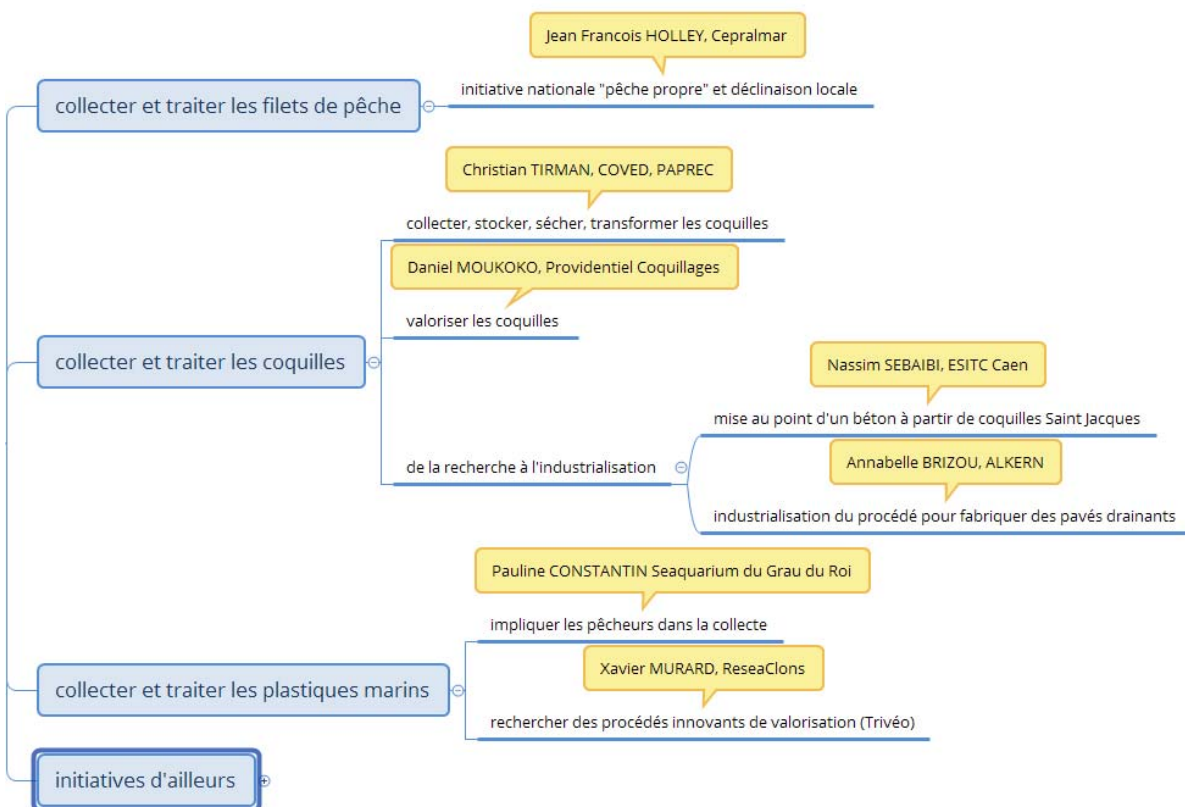 Jean Francois HOLLEY, Cepralmar
collecter et traiter les filets de pêche
initiative nationale "pêche propre" et déclinaison locale
Christian TIRMAN, COVED, PAPREC
collecter, stocker, sécher, transformer les coquilles
Daniel MOUKOKO, Providentiel Coquillages
valoriser les coquilles
collecter et traiter les coquilles
Nassim SEBAIBI, ESITC Caen
mise au point d'un béton à partir de coquilles Saint Jacques
de la recherche à l'industrialisation
Annabelle BRIZOU, ALKERN
industrialisation du procédé pour fabriquer des pavés drainants
Pauline CONSTANTIN Seaquarium du Grau du Roi
impliquer les pêcheurs dans la collecte
Xavier MURARD, ReseaClons
collecter et traiter les plastiques marins
rechercher des procédés innovants de valorisation (Trivéo)
initiatives d'ailleurs